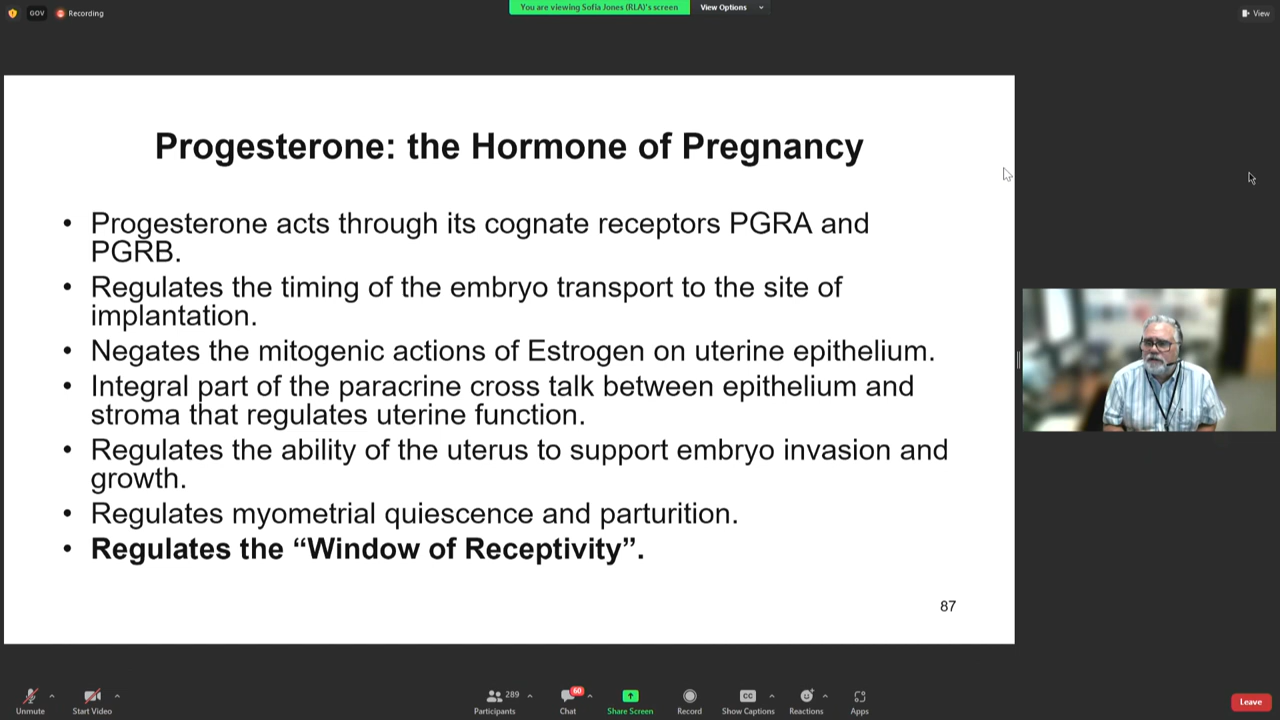 GOV
Recording
You are viewing Sofia Jones (RLA)'s screen
View Options
View
Progesterone: the Hormone of Pregnancy
• Progesterone acts through its cognate receptors PGRA and
PGRB.
• Regulates the timing of the embryo transport to the site of
implantation.
• Negates the mitogenic actions of Estrogen on uterine epithelium.
• Integral part of the paracrine cross talk between epithelium and
stroma that regulates uterine function.
• Regulates the ability of the uterus to support embryo invasion and
growth.
• Regulates myometrial quiescence and parturition.
• Regulates the “Window of Receptivity”.
87
Unmute
Start Video
289
Participants
60
Chat
Share Screen
Record
CC
Show Captions
Reactions
Apps
Leave